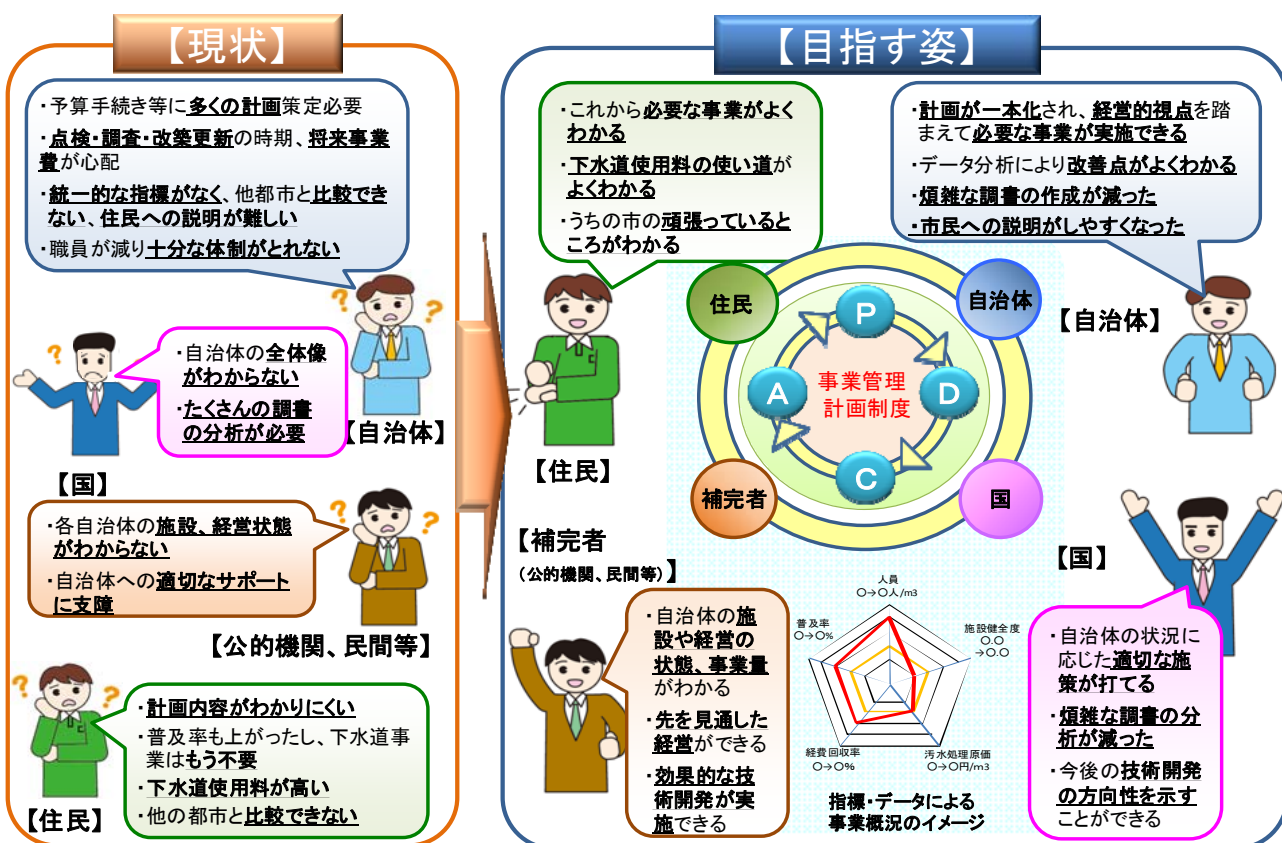 【現状】
・予算手続き等に多くの計画策定必要
・点検・調査・改築更新の時期、将来事業
費が心配
・統一的な指標がなく、他都市と比較でき
ない、住民への説明が難しい
・職員が減り十分な体制がとれない
?
?
【自治体】
?
?
・自治体の全体像
がわからない
・たくさんの調書
の分析が必要
【国】
・各自治体の施設、経営状態
がわからない
・自治体への適切なサポート
に支障
?
?
【公的機関、民間等】
?
?
・計画内容がわかりにくい
・普及率も上がったし、下水道事
業はもう不要
・下水道使用料が高い
・他の都市と比較できない
【住民】
【目指す姿】
・これから必要な事業がよく
わかる
・下水道使用料の使い道が
よくわかる
・うちの市の頑張っているところがわかる
【住民】
・計画が一本化され、経営的視点を踏
まえて必要な事業が実施できる
・データ分析により改善点がよくわかる
・煩雑な調書の作成が減った
・市民への説明がしやすくなった
【自治体】
住民
自治体
P
A
事業管理
計画制度
D
C
補完者
国
【補完者
(公的機関、民間等)】
・自治体の施
設や経営の
状態、事業量
がわかる
・先を見通した
経営ができる
・効果的な技
術開発が実
施できる
人員
○→○人/m3
普及率
○→○%
施設健全度
○.○
→○.○
経費回収率
○→○%
汚水処理原価
○→○円/m3
指標・データによる
事業概況のイメージ
【国】
・自治体の状況に
応じた適切な施
策が打てる
・煩雑な調書の分
析が減った
・今後の技術開発
の方向性を示す
ことができる